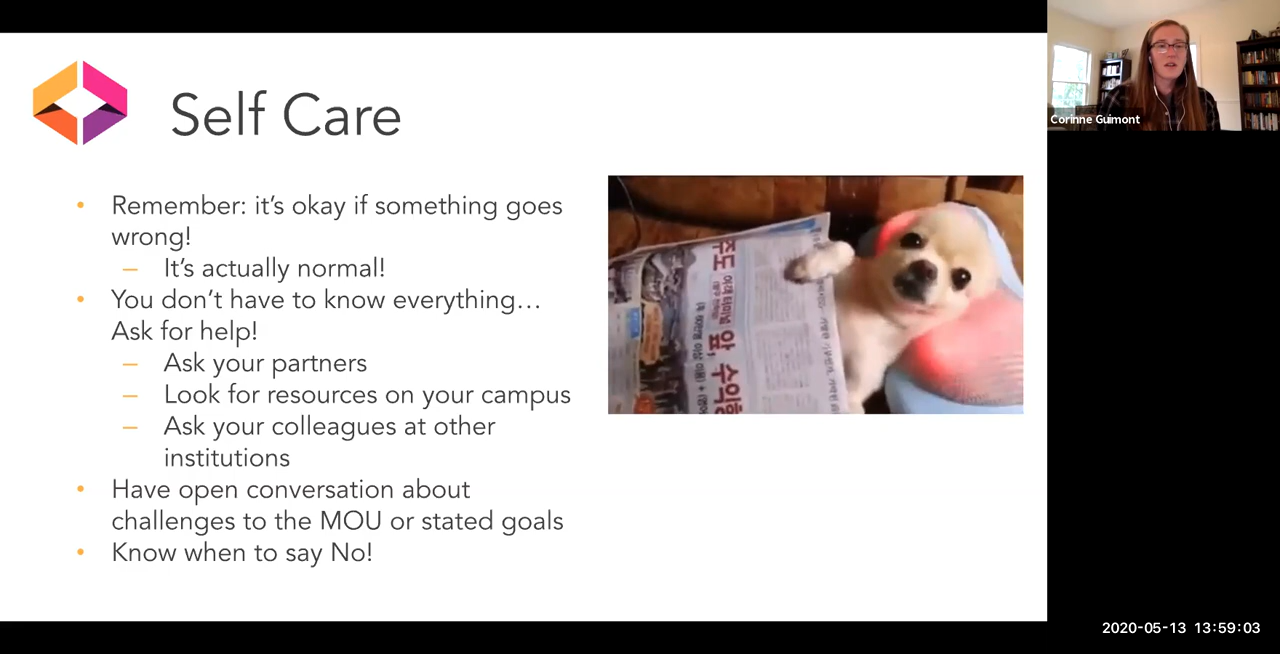 Self Care
• Remember: it's okay if something goes
wrong!
– It's actually normal!
• You don't have to know everything…
Ask for help!
– Ask your partners
– Look for resources on your campus
– Ask your colleagues at other
institutions
• Have open conversation about
challenges to the MOU or stated goals
• Know when to say No!
Corinne Guimont
2020-05-13 13:59:03